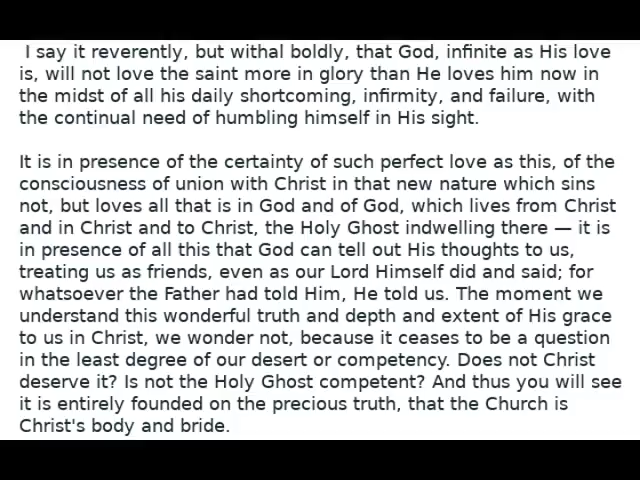 I say it reverently, but withal boldly, that God, infinite as His love
is, will not love the saint more in glory than He loves him now in
the midst of all his daily shortcoming, infirmity, and failure, with
the continual need of humbling himself in His sight.
It is in presence of the certainty of such perfect love as this, of the
consciousness of union with Christ in that new nature which sins
not, but loves all that is in God and of God, which lives from Christ
and in Christ and to Christ, the Holy Ghost indwelling there — it is
in presence of all this that God can tell out His thoughts to us,
treating us as friends, even as our Lord Himself did and said; for
whatsoever the Father had told Him, He told us. The moment we
understand this wonderful truth and depth and extent of His grace
to us in Christ, we wonder not, because it ceases to be a question
in the least degree of our desert or competency. Does not Christ
deserve it? Is not the Holy Ghost competent? And thus you will see
it is entirely founded on the precious truth, that the Church is
Christ's body and bride.